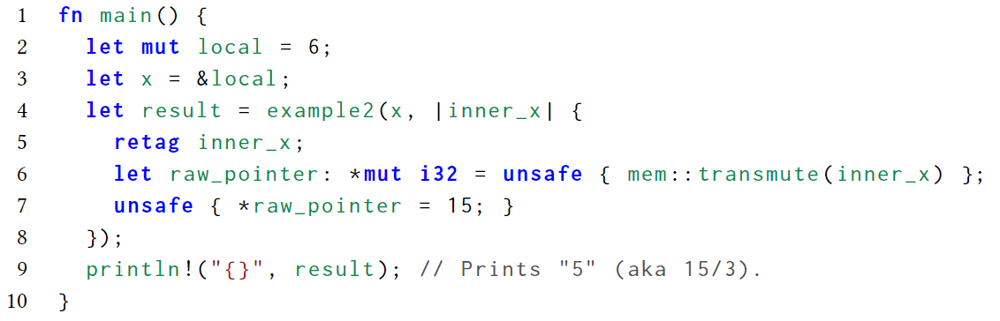 1 fn main() {
2 let mut local = 6;
3 let x = &local;
4 let result = example2(x, |inner_x| {
5 retag inner_x;
6 let raw_pointer: *mut i32 = unsafe { mem::transmute(inner_x) };
7 unsafe { *raw_pointer = 15; }
8 });
9 println!("{}", result); // Prints "5" (aka 15/3).
10 }